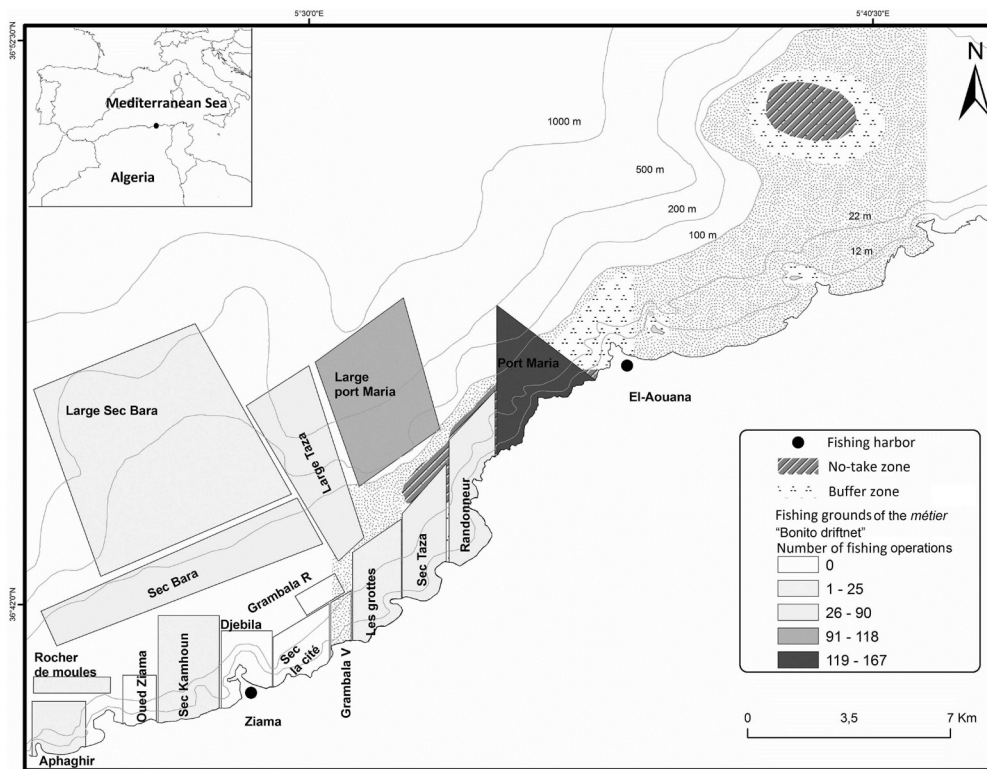 5°30'0"E
5°40'30"E
36°52'30"N
Mediterranean Sea
Algeria
N
1000 m
500 m
200 m
100 m
22 m
12 m
Large
port Maria
Port Maria
El-Aouana
Large Sec Bara
Large Taza
Sec Bara
Randonneur
Sec Taza
Les grottes
Grambala R
Grambala V
Sec
la cité
Djebila
Sec Kamhoun
Oued Ziama
Rocher
de moules
Ziama
Aphaghir
36°42'0"N
Fishing harbor
No-take zone
Buffer zone
Fishing grounds of the métier
“Bonito driftnet”
Number of fishing operations
0
1 - 25
26 - 90
91 - 118
119 - 167
0 3,5 7 Km